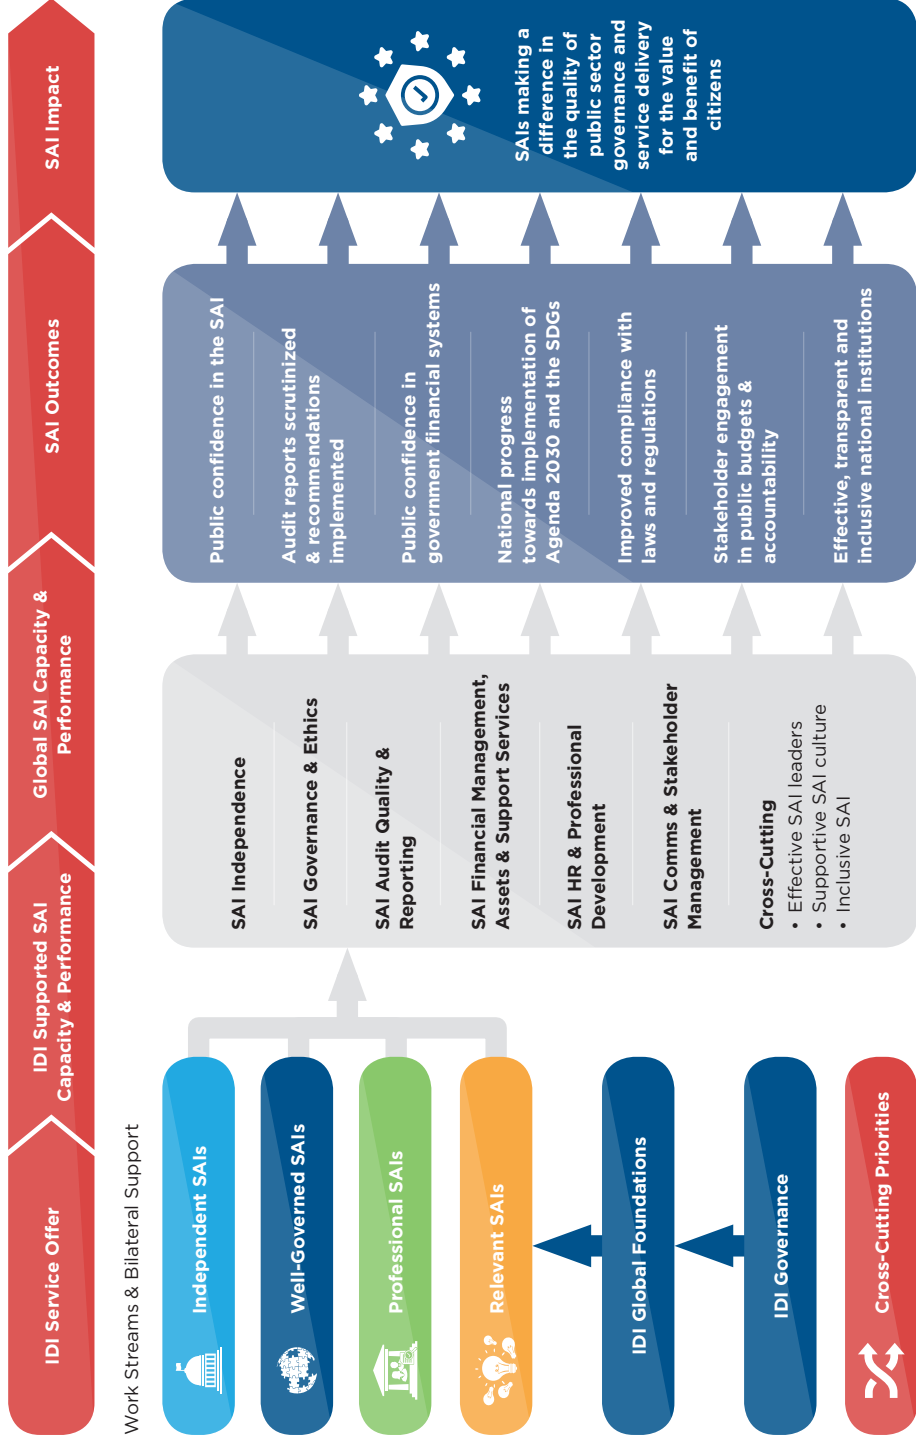 IDI Service Offer
IDI Supported SAI
Capacity & Performance
Global SAI Capacity &
Performance
SAI Outcomes
SAI Impact
Work Streams & Bilateral Support
Independent SAIs
Well-Governed SAIs
Professional SAIs
Relevant SAIs
IDI Global Foundations
IDI Governance
Cross-Cutting Priorities
SAI Independence
SAI Governance & Ethics
SAI Audit Quality &
Reporting
SAI Financial Management,
Assets & Support Services
SAI HR & Professional
Development
SAI Comms & Stakeholder
Management
Cross-Cutting
• Effective SAI leaders
• Supportive SAI culture
• Inclusive SAI
Public confidence in the SAI
Audit reports scrutinized
& recommendations
implemented
Public confidence in
government financial systems
National progress
towards implementation of
Agenda 2030 and the SDGs
Improved compliance with
laws and regulations
Stakeholder engagement
in public budgets &
accountability
Effective, transparent and
inclusive national institutions
SAIs making a
difference in
the quality of
public sector
governance and
service delivery
for the value
and benefit of
citizens